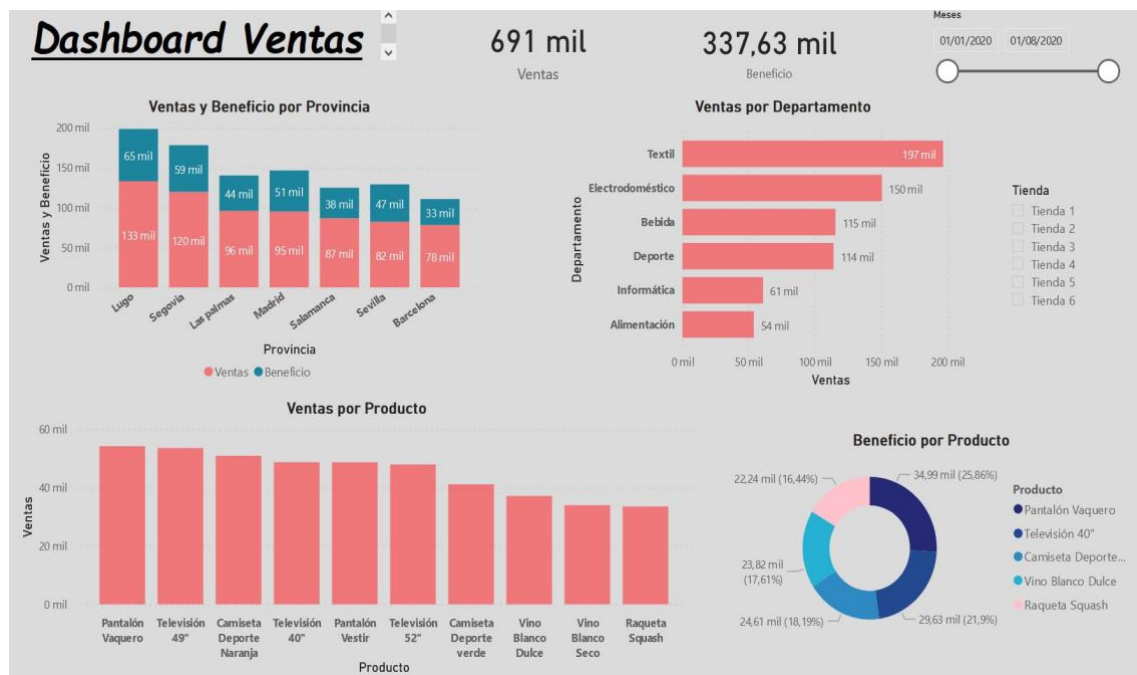 Dashboard Ventas
691 mil
Ventas
337,63 mil
Beneficio
Meses
01/01/2020 01/08/2020
Ventas y Beneficio por Provincia
Ventas y Beneficio
200 mil
150 mil
100 mil
50 mil
0 mil
65 mil
59 mil
44 mil
51 mil
38 mil
47 mil
33 mil
133 mil
120 mil
96 mil
95 mil
87 mil
82 mil
78 mil
Lugo
Segovia
Las palmas
Madrid
Salamanca
Sevilla
Barcelona
Provincia
Ventas Beneficio
Ventas por Departamento
Departamento
Textil 197 mil
Electrodoméstico 150 mil
Bebida 115 mil
Deporte 114 mil
Informática 61 mil
Alimentación 54 mil
0 mil 50 mil 100 mil 150 mil 200 mil
Ventas
Tienda
Tienda 1
Tienda 2
Tienda 3
Tienda 4
Tienda 5
Tienda 6
Ventas por Producto
Ventas
60 mil
40 mil
20 mil
0 mil
Pantalón Vaquero
Televisión 49"
Camiseta Deporte Naranja
Televisión 40"
Pantalón Vestir
Televisión 52"
Camiseta Deporte verde
Vino Blanco Dulce
Vino Blanco Seco
Raqueta Squash
Producto
Beneficio por Producto
22,24 mil (16,44%)
34,99 mil (25,86%)
23,82 mil
(17,61%)
24,61 mil (18,19%)
29,63 mil (21,9%)
Producto
Pantalón Vaquero
Televisión 40"
Camiseta Deporte...
Vino Blanco Dulce
Raqueta Squash